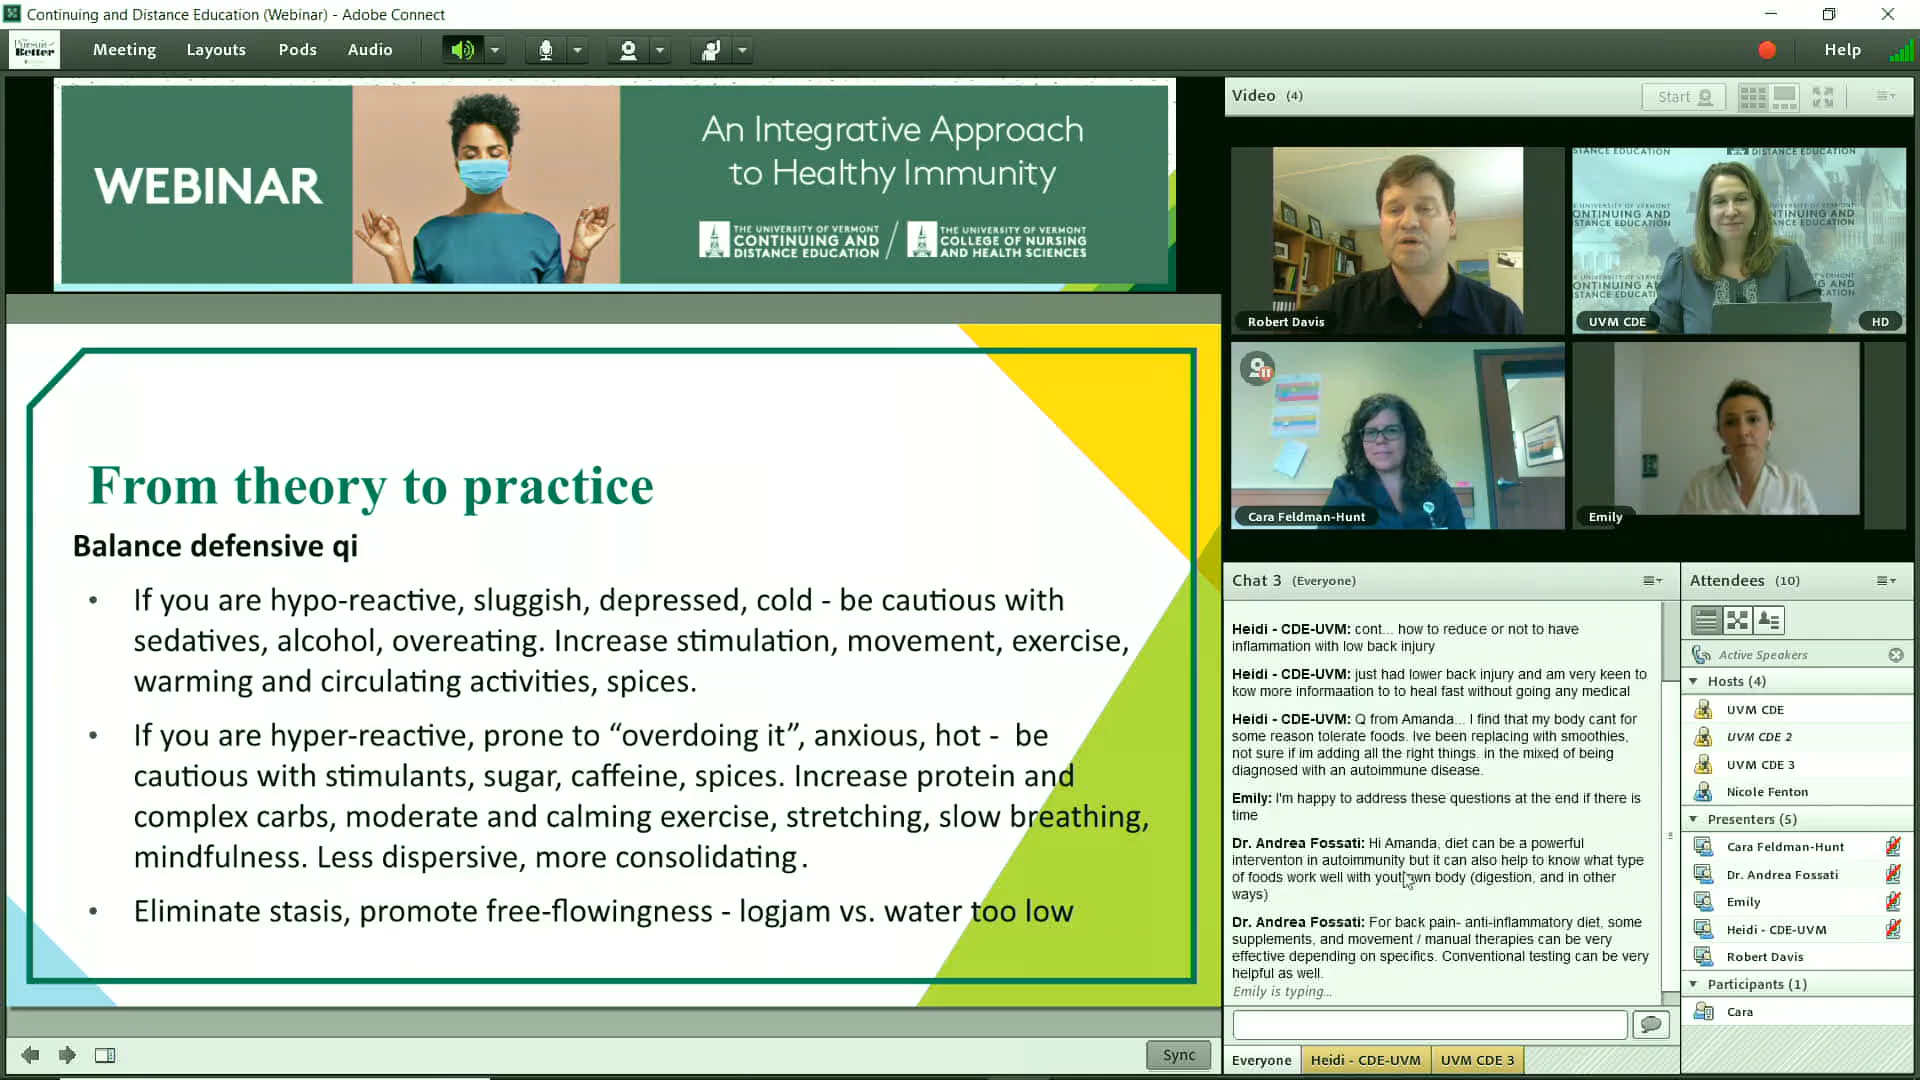 Continuing and Distance Education (Webinar) - Adobe Connect
Pursuit of
Better
Meeting
Layouts
Pods
Audio
Help
WEBINAR
An Integrative Approach
to Healthy Immunity
THE UNIVERSITY OF VERMONT
CONTINUING AND
DISTANCE EDUCATION
THE UNIVERSITY OF VERMONT
COLLEGE OF NURSING
AND HEALTH SCIENCES
From theory to practice
Balance defensive qi
• If you are hypo-reactive, sluggish, depressed, cold - be cautious with
sedatives, alcohol, overeating. Increase stimulation, movement, exercise,
warming and circulating activities, spices.
• If you are hyper-reactive, prone to “overdoing it”, anxious, hot - be
cautious with stimulants, sugar, caffeine, spices. Increase protein and
complex carbs, moderate and calming exercise, stretching, slow breathing,
mindfulness. Less dispersive, more consolidating.
• Eliminate stasis, promote free-flowingness - logjam vs. water too low
Sync
Video (4)
Start
Robert Davis
STANCE EDUCATION
DISTANCE EDUCATION
UNIVERSITY OF VERMONT
ONTINUING AND
DISTANCE EDUCATION
UVM CDE
HD
Cara Feldman-Hunt
Emily
Chat 3 (Everyone)
Heidi - CDE-UVM: cont... how to reduce or not to have
inflammation with low back injury
Heidi - CDE-UVM: just had lower back injury and am very keen to
kow more informaation to to heal fast without going any medical
Heidi - CDE-UVM: Q from Amanda... I find that my body cant for
some reason tolerate foods. Ive been replacing with smoothies,
not sure if im adding all the right things. in the mixed of being
diagnosed with an autoimmune disease.
Emily: I'm happy to address these questions at the end if there is
time
Dr. Andrea Fossati: Hi Amanda, diet can be a powerful
interventon in autoimmunity but it can also help to know what type
of foods work well with yout own body (digestion, and in other
ways)
Dr. Andrea Fossati: For back pain- anti-inflammatory diet, some
supplements, and movement / manual therapies can be very
effective depending on specifics. Conventional testing can be very
helpful as well.
Emily is typing...
Everyone
Heidi - CDE-UVM
UVM CDE 3
Attendees (10)
Active Speakers
Hosts (4)
UVM CDE
UVM CDE 2
UVM CDE 3
Nicole Fenton
Presenters (5)
Cara Feldman-Hunt
Dr. Andrea Fossati
Emily
Heidi - CDE-UVM
Robert Davis
Participants (1)
Cara